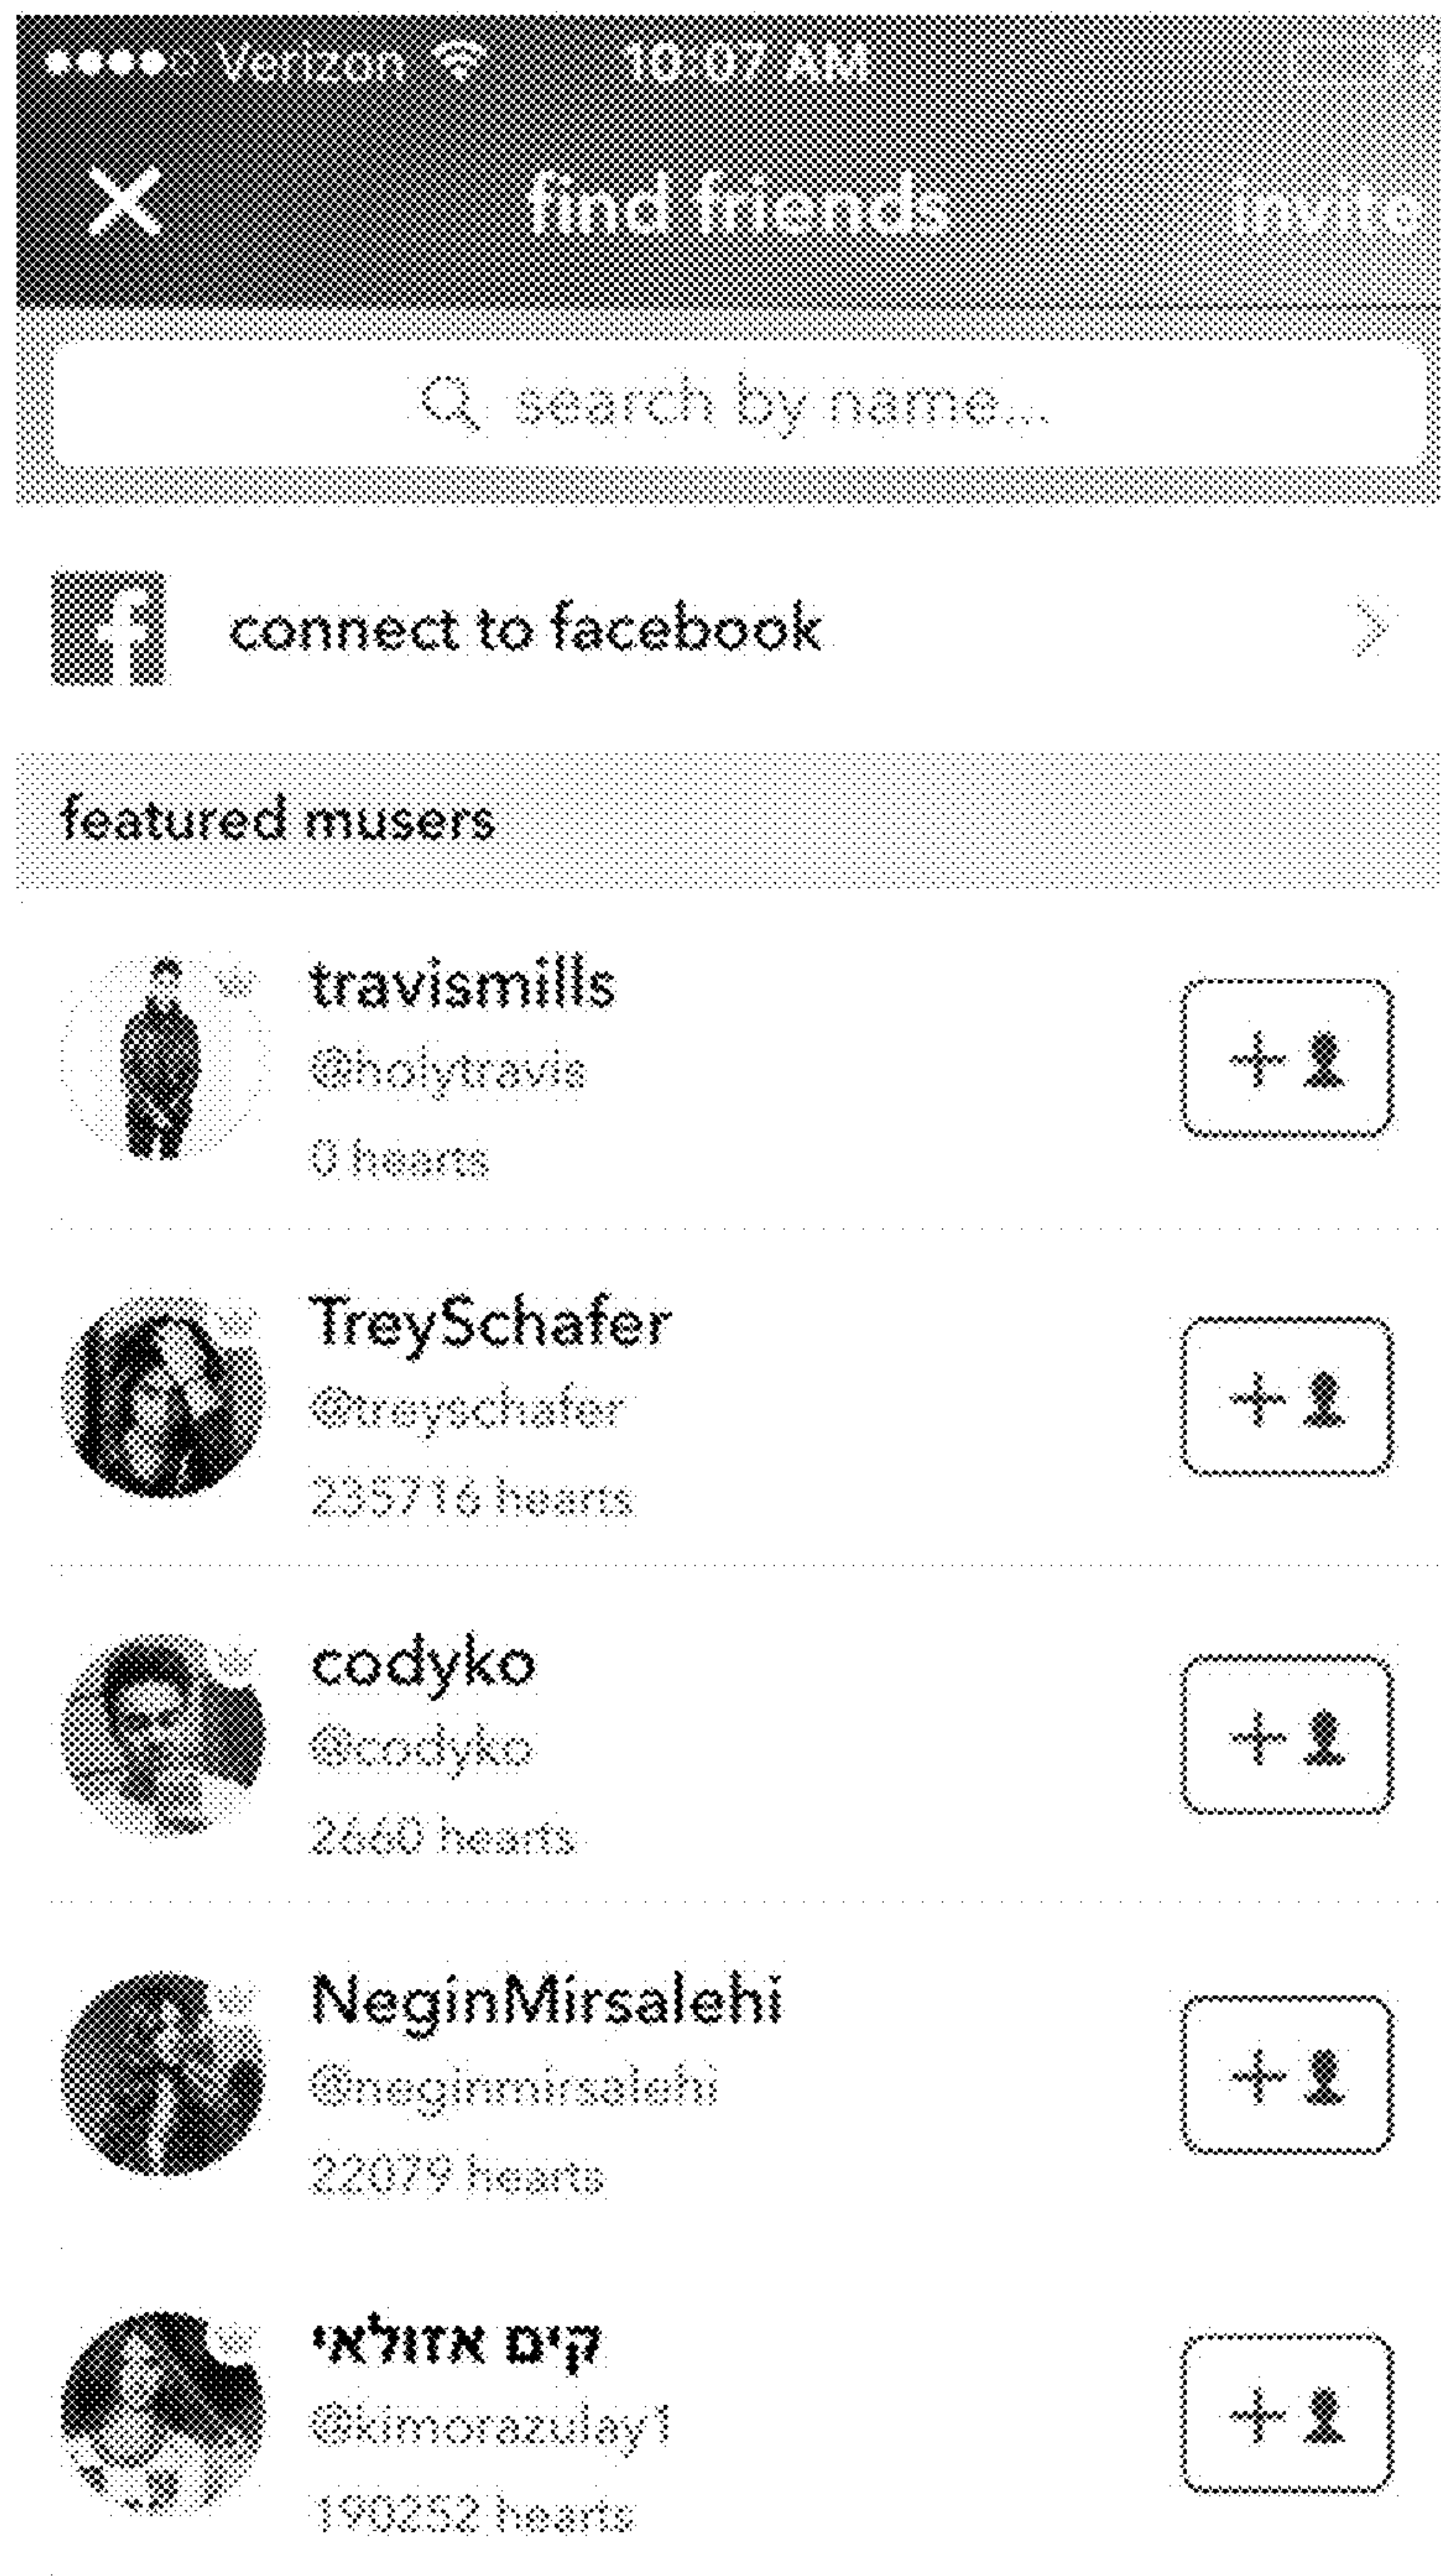 Verizon 10:07 AM
find friends invite
search by name...
connect to facebook
featured musers
travismills
@holytravis
0 hearts
TreySchafer
@treyschafer
235716 hearts
codyko
@codyko
2660 hearts
NeginMirsalehi
@neginmirsalehi
22079 hearts
קים אזולאי
@kimorazulay1
190252 hearts